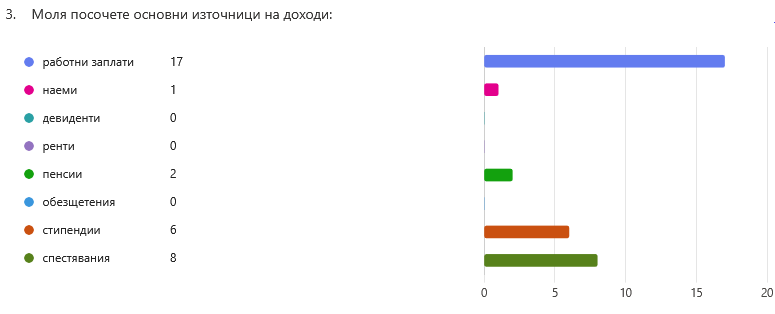 3. Моля посочете основни източници на доходи:
работни заплати 17
наеми 1
девиденти 0
ренти 0
пенсии 2
обезщетения 0
стипендии 6
спестявания 8
0 5 10 15 20